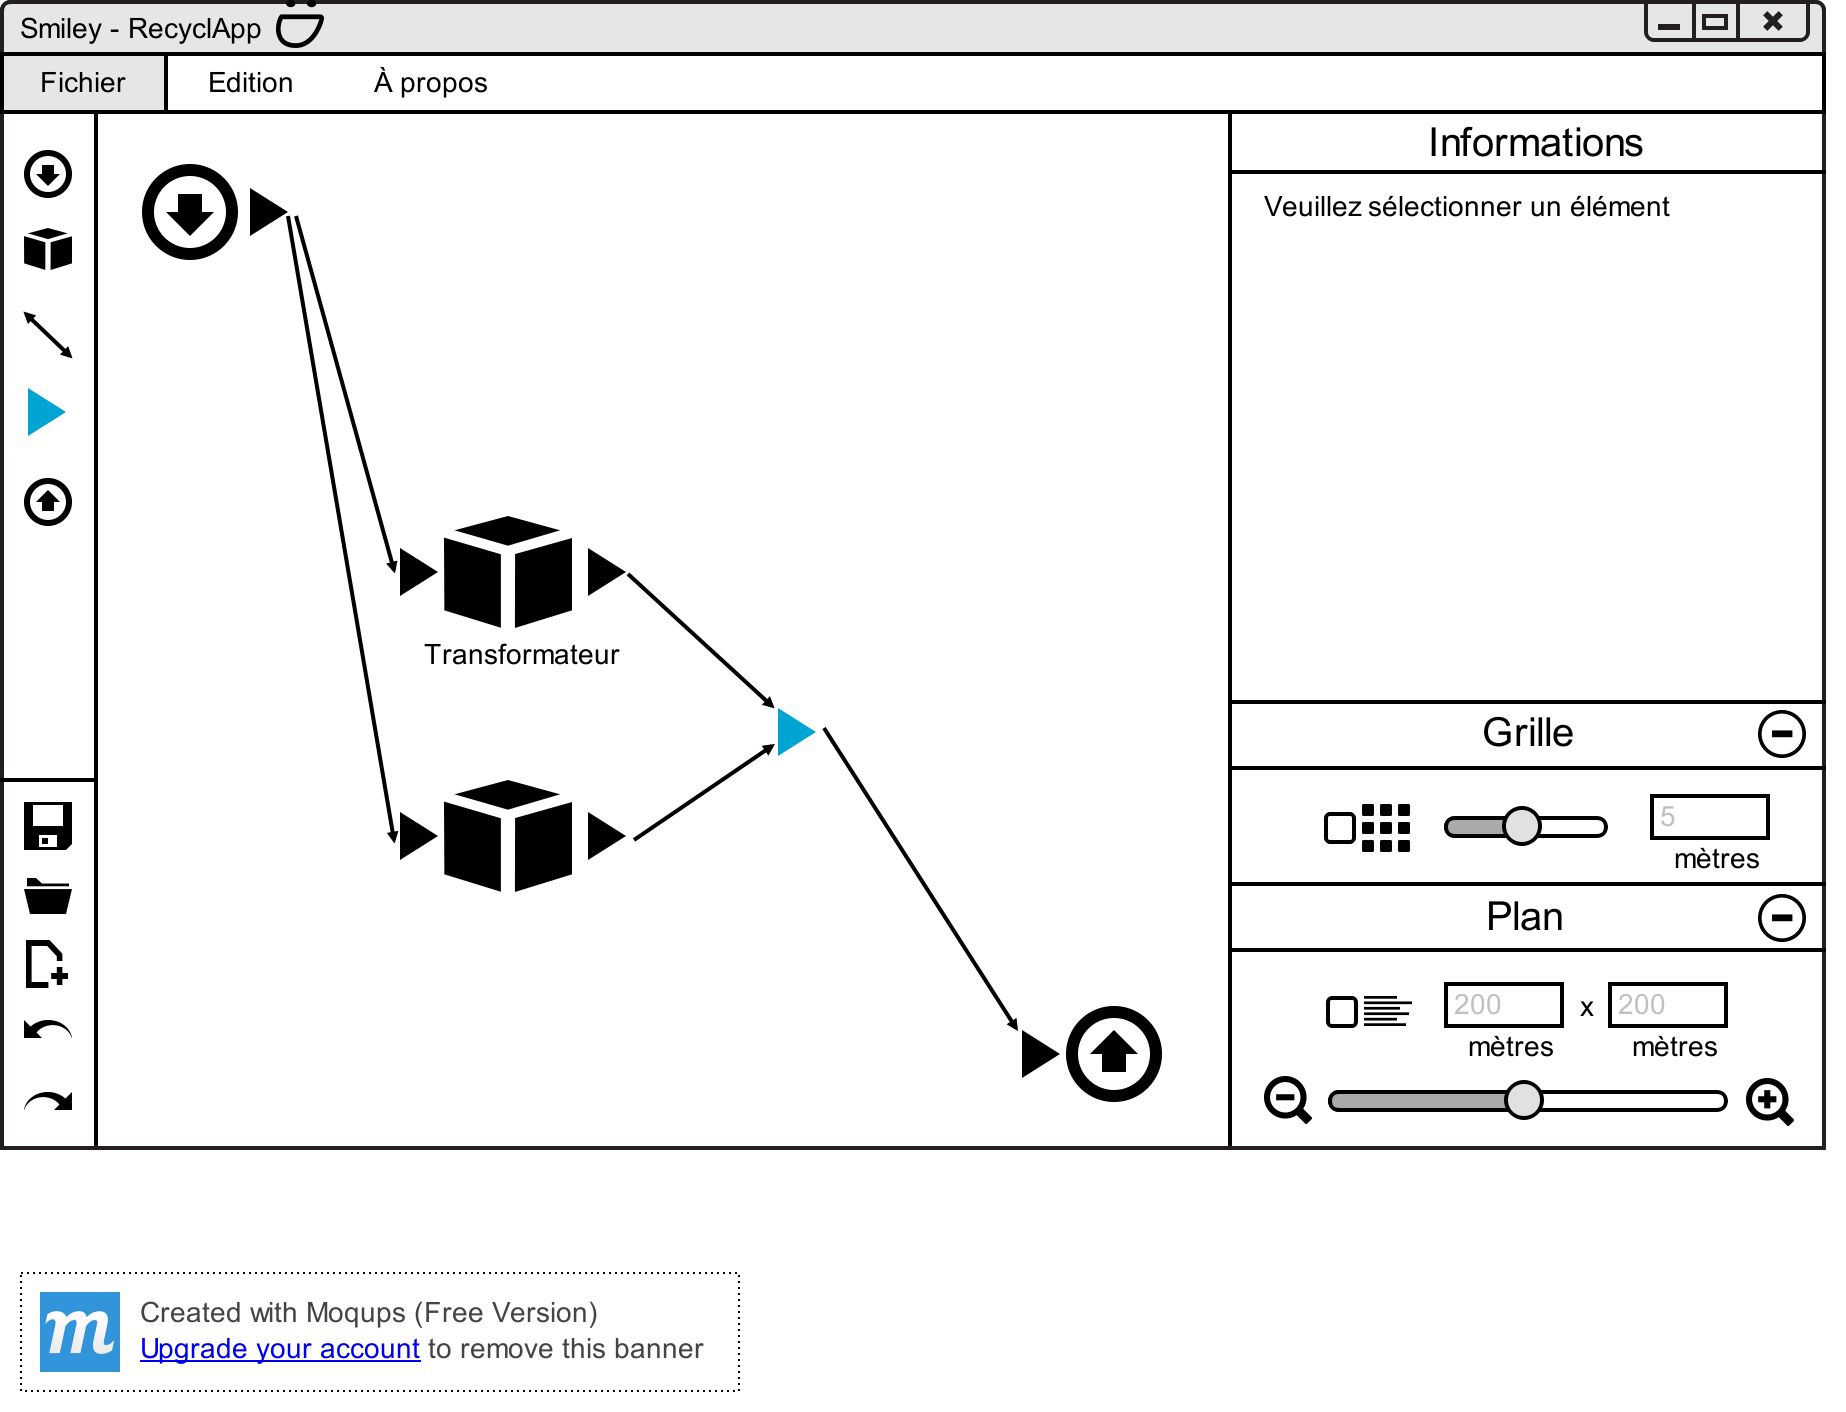 Smiley - RecyclApp
Fichier
Edition
À propos
Informations
Veuillez sélectionner un élément
Transformateur
Grille
5
mètres
Plan
200
x
200
mètres
mètres
m
Created with Moqups (Free Version)
Upgrade your account to remove this banner